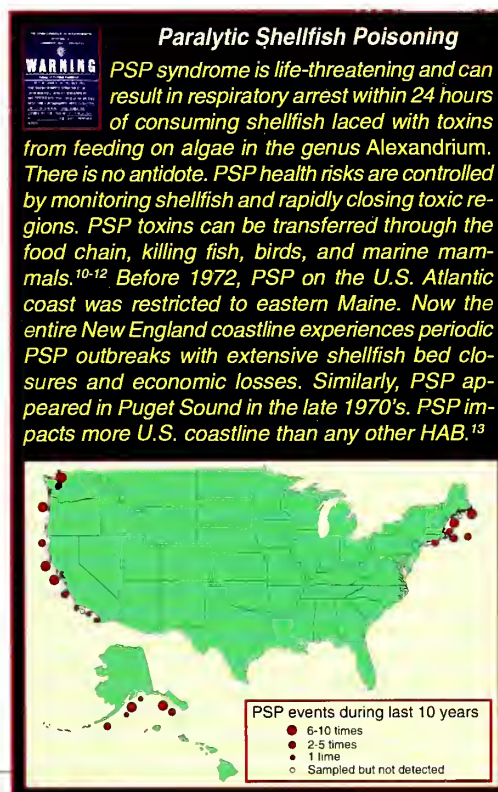 Paralytic Shellfish Poisoning
WARNING
PSP syndrome is life-threatening and can
result in respiratory arrest within 24 hours
of consuming shellfish laced with toxins
from feeding on algae in the genus Alexandrium.
There is no antidote. PSP health risks are controlled
by monitoring shellfish and rapidly closing toxic re-
gions. PSP toxins can be transferred through the
food chain, killing fish, birds, and marine mam-
mals.10-12 Before 1972, PSP on the U.S. Atlantic
coast was restricted to eastern Maine. Now the
entire New England coastline experiences periodic
PSP outbreaks with extensive shellfish bed clo-
sures and economic losses. Similarly, PSP ap-
peared in Puget Sound in the late 1970's. PSP im-
pacts more U.S. coastline than any other HAB.13
PSP events during last 10 years
6-10 times
2-5 times
1 time
Sampled but not detected